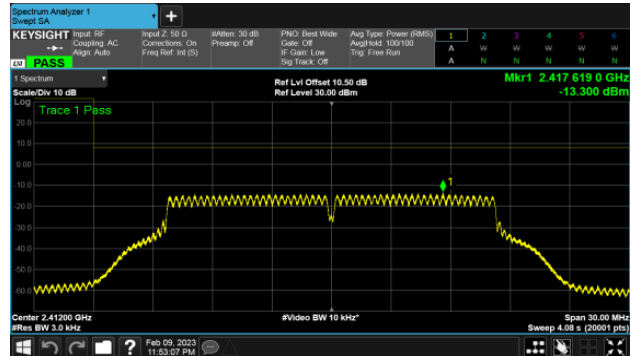 Spectrum Analyzer 1
Swept SA
+
KEYSIGHT Input: RF Input Z: 50 Ω #Atten: 30 dB PNO: Best Wide Avg Type: Power (RMS) 1 2 3 4 5 6
Coupling: AC Corrections: On Preamp: Off Gate: Off Avg|Hold: 100/100 A W W W W W
Align: Auto Freq Ref: Int (S) IF Gain: Low Trig: Free Run
Sig Track: Off A N N N N N
LXI PASS
1 Spectrum
Ref Lvl Offset 10.50 dB Mkr1 2.417 619 0 GHz
Scale/Div 10 dB Ref Level 30.00 dBm -13.300 dBm
Log
Trace 1 Pass
20.0
10.0
0.00
-10.0
1
-20.0
-30.0
-40.0
-50.0
-60.0
Center 2.41200 GHz #Video BW 10 kHz* Span 30.00 MHz
#Res BW 3.0 kHz Sweep 4.08 s (20001 pts)
? Feb 09, 2023
11:53:07 PM